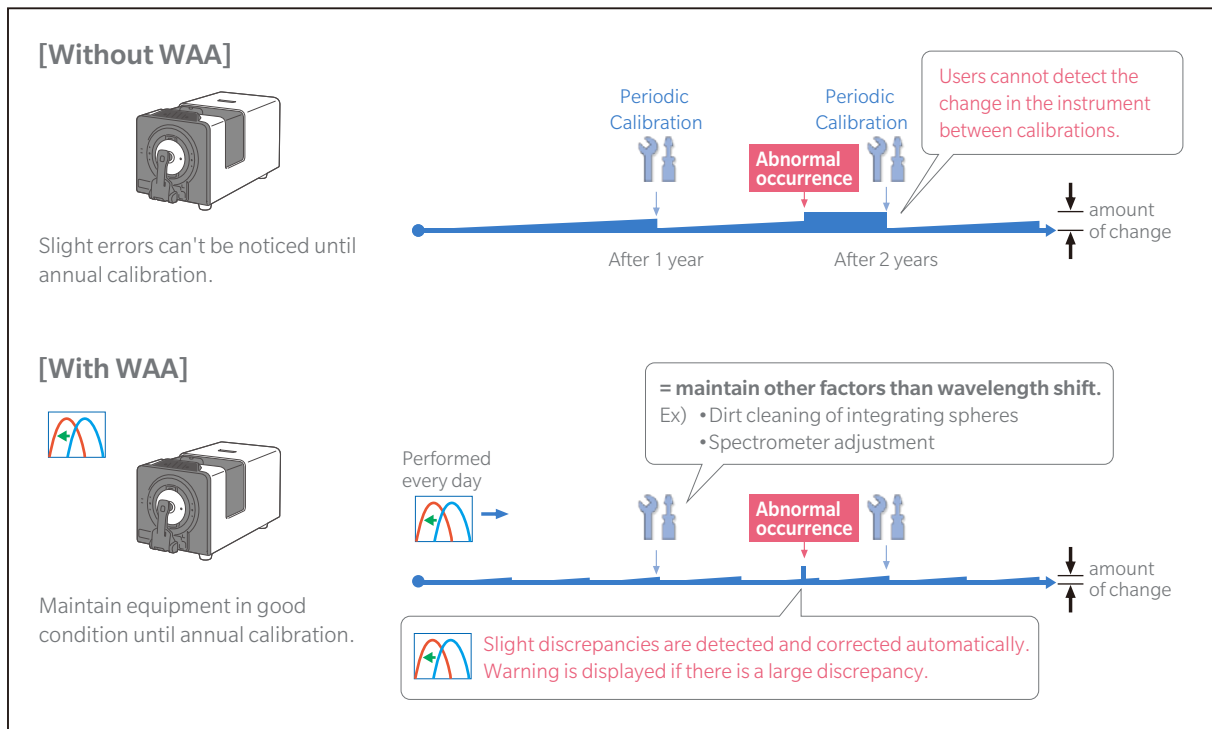 [Without WAA]
Slight errors can't be noticed until
annual calibration.
Periodic
Calibration
Abnormal
occurrence
Periodic
Calibration
Users cannot detect the
change in the instrument
between calibrations.
amount
of change
After 1 year
After 2 years
[With WAA]
Maintain equipment in good
condition until annual calibration.
Performed
every day
= maintain other factors than wavelength shift.
Ex) •Dirt cleaning of integrating spheres
•Spectrometer adjustment
Abnormal
occurrence
amount
of change
Slight discrepancies are detected and corrected automatically.
Warning is displayed if there is a large discrepancy.